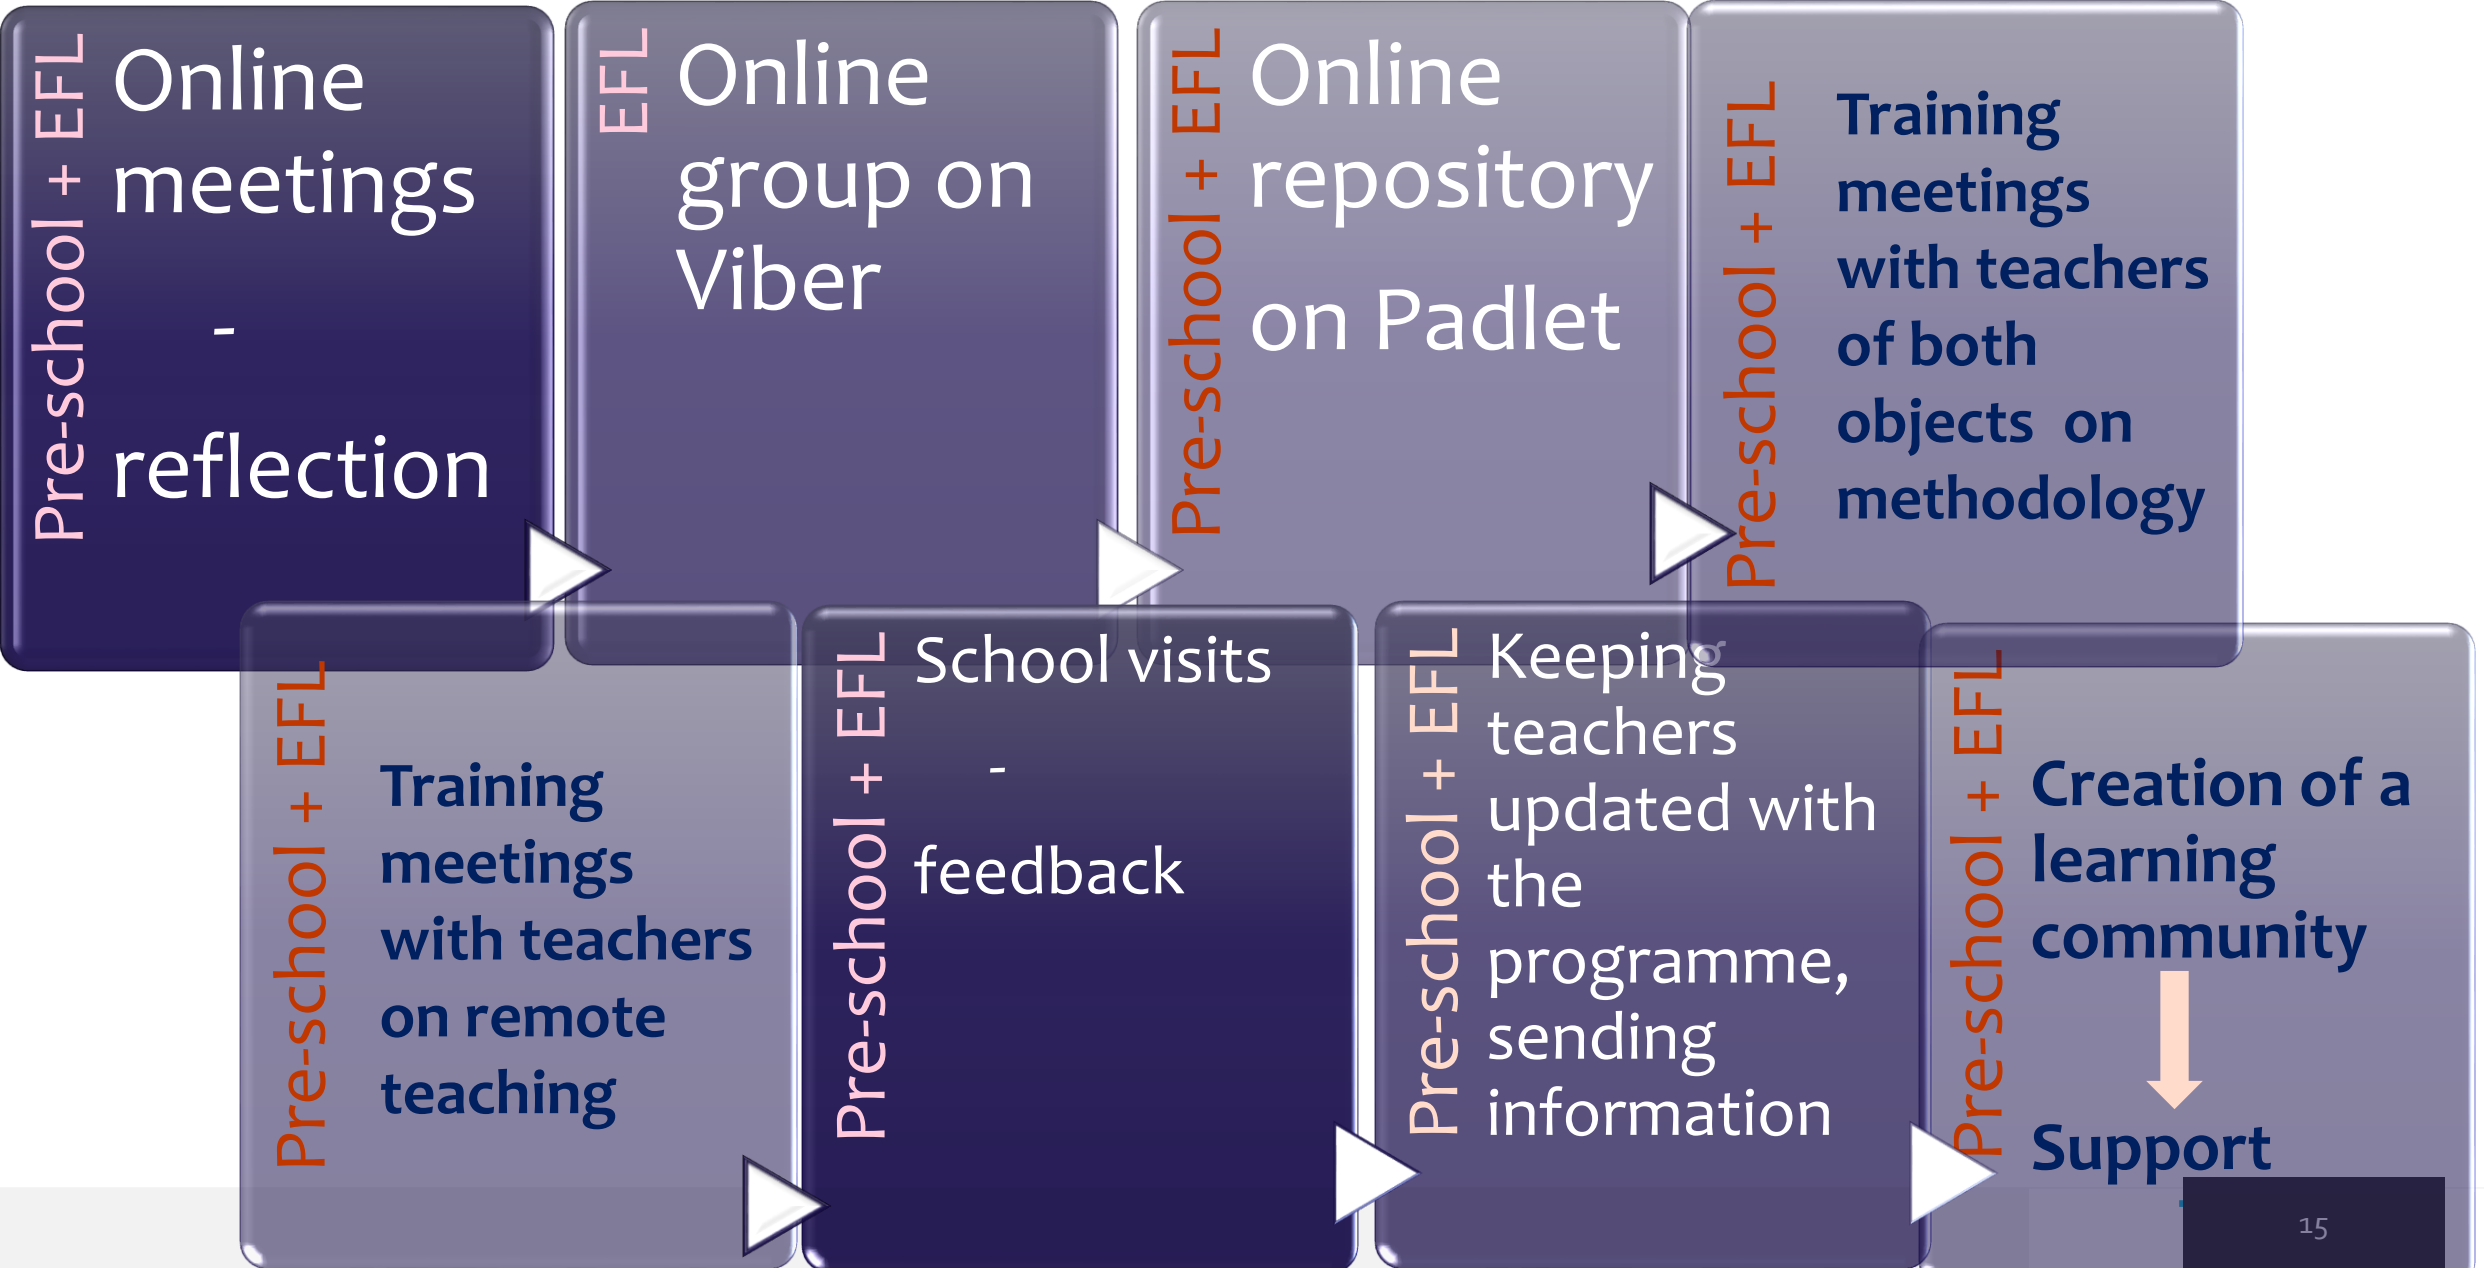 Pre-school + EFL
Online
meetings
-
reflection
EFL
Online
group on
Viber
Pre-school + EFL
Online
repository
on Padlet
Pre-school + EFL
Training
meetings
with teachers
of both
objects on
methodology
Pre-school + EFL
Training
meetings
with teachers
on remote
teaching
Pre-school + EFL
School visits
-
feedback
Pre-school + EFL
Keeping
teachers
updated with
the
programme,
sending
information
Pre-school + EFL
Creation of a
learning
community
Support
15